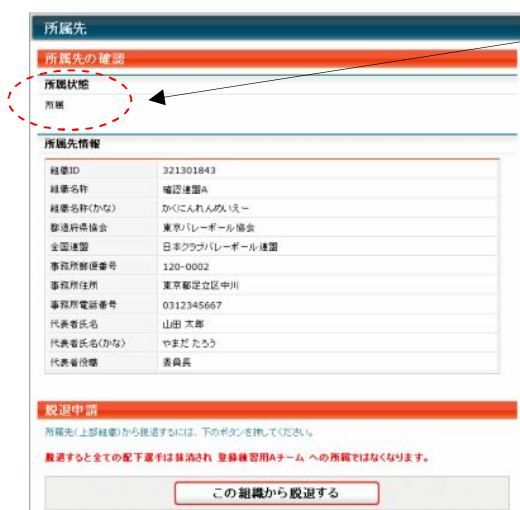 所属先
所属先の確認
所属状態
所属
所属先情報
組織ID 321301843
組織名称 確認連盟A
組織名称(かな) かくにんれんめいえー
都道府県協会 東京バレーボール協会
全国連盟 日本クラブバレーボール連盟
事務所郵便番号 120-0002
事務所住所 東京都足立区中川
事務所電話番号 0312345667
代表者氏名 山田 太郎
代表者氏名(かな) やまだ たろう
代表者役職 委員長
脱退申請
所属先(上部組織)から脱退するには、下のボタンを押してください。
脱退すると全ての配下選手は抹消され 登録練習用Aチーム への所属ではなくなります。
この組織から脱退する